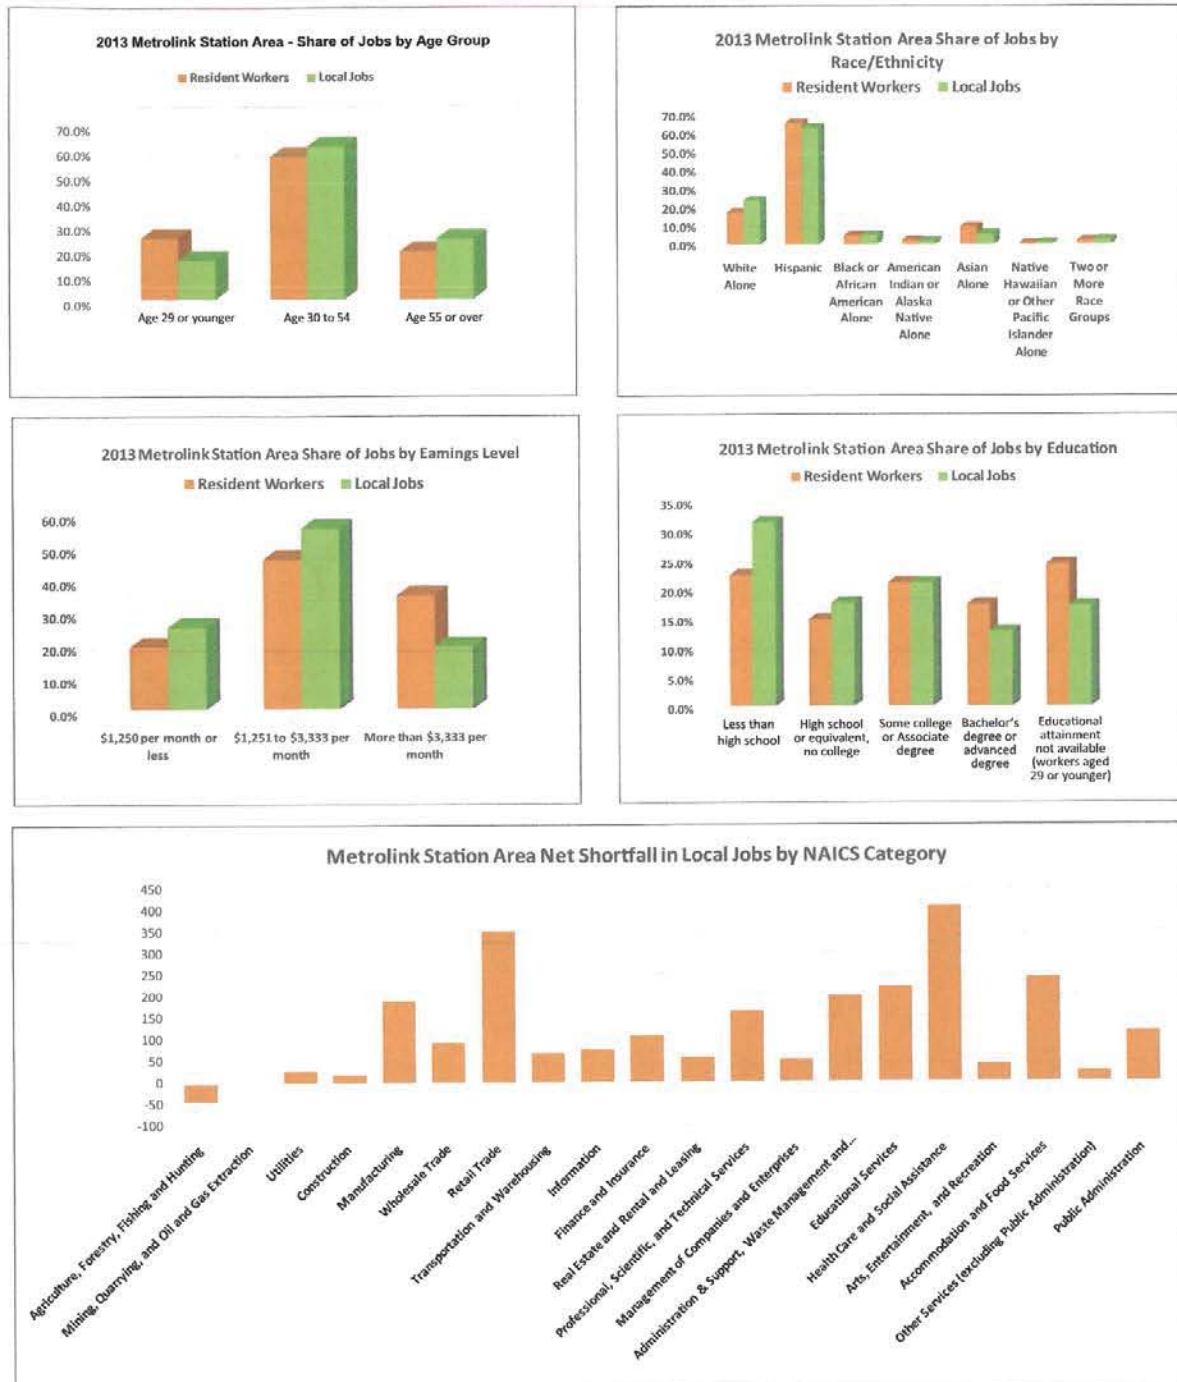 2013 Metrolink Station Area - Share of Jobs by Age Group
Resident Workers Local Jobs
70.0%
60.0%
50.0%
40.0%
30.0%
20.0%
10.0%
0.0%
Age 29 or younger Age 30 to 54 Age 55 or over
2013 Metrolink Station Area Share of Jobs by
Race/Ethnicity
Resident Workers Local Jobs
70.0%
60.0%
50.0%
40.0%
30.0%
20.0%
10.0%
0.0%
White
Alone
Hispanic
Black or
African
American
Alone
American
Indian or
Alaska
Native
Alone
Asian
Alone
Native
Hawaiian
or Other
Pacific
Islander
Alone
Two or
More
Race
Groups
2013 Metrolink Station Area Share of Jobs by Earnings Level
Resident Workers Local Jobs
60.0%
50.0%
40.0%
30.0%
20.0%
10.0%
0.0%
$1,250 per month or
less
$1,251 to $3,333 per
month
More than $3,333 per
month
2013 Metrolink Station Area Share of Jobs by Education
Resident Workers Local Jobs
35.0%
30.0%
25.0%
20.0%
15.0%
10.0%
5.0%
0.0%
Less than
high school
High school
or equivalent,
no college
Some college
or Associate
degree
Bachelor's
degree or
advanced
degree
Educational
attainment
not available
(workers aged
29 or younger)
Metrolink Station Area Net Shortfall in Local Jobs by NAICS Category
450
400
350
300
250
200
150
100
50
0
-50
-100
Agriculture, Forestry, Fishing and Hunting
Mining, Quarrying, and Oil and Gas Extraction
Utilities
Construction
Manufacturing
Wholesale Trade
Retail Trade
Transportation and Warehousing
Information
Finance and Insurance
Real Estate and Rental and Leasing
Professional, Scientific, and Technical Services
Management of Companies and Enterprises
Administration & Support, Waste Management and...
Educational Services
Health Care and Social Assistance
Arts, Entertainment, and Recreation
Accommodation and Food Services
Other Services (excluding Public Administration)
Public Administration